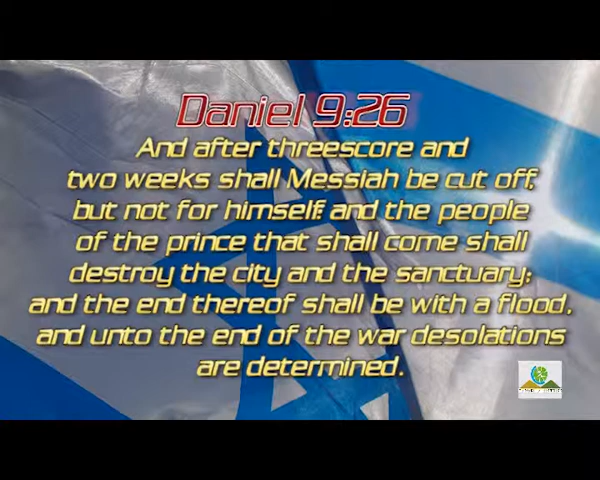 Daniel 9:26
And after threescore and
two weeks shall Messiah be cut off,
but not for himself: and the people
of the prince that shall come shall
destroy the city and the sanctuary;
and the end thereof shall be with a flood,
and unto the end of the war desolations
are determined.